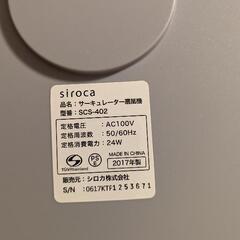 siroca
品名：サーキュレーター扇風機
型番：SCS-402
定格電圧：AC100V
定格周波数：50/60Hz
定格消費電力：24W
MADE IN CHINA
2017年製
TÜVRheinland
PS
E
販売元：シロカ株式会社
S/N：0617KTF1253671